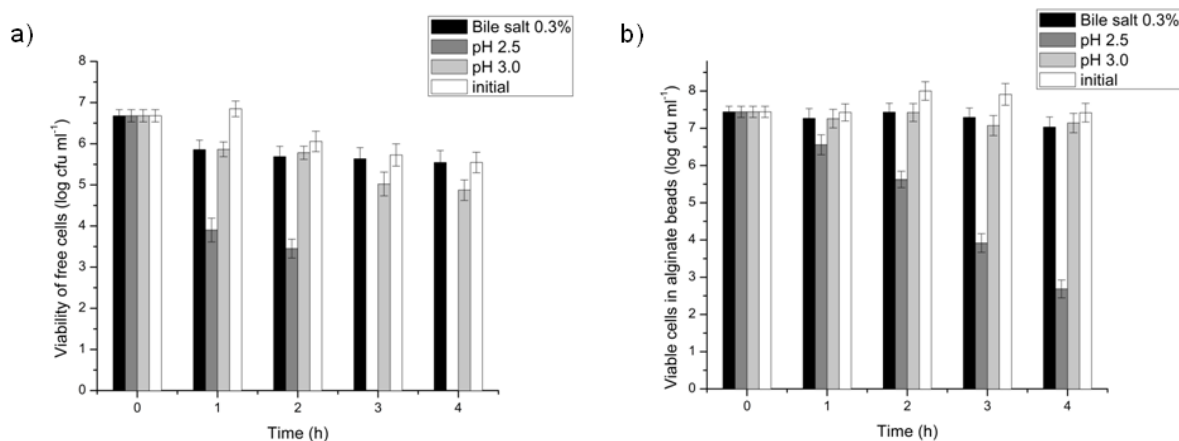 a)
Bile salt 0.3%
pH 2.5
pH 3.0
initial
Viability of free cells (log cfu ml⁻¹)
8
7
6
5
4
3
2
1
0
0 1 2 3 4
Time (h)
b)
Bile salt 0.3%
pH 2.5
pH 3.0
initial
Viable cells in alginate beads (log cfu ml⁻¹)
8
7
6
5
4
3
2
1
0
0 1 2 3 4
Time (h)